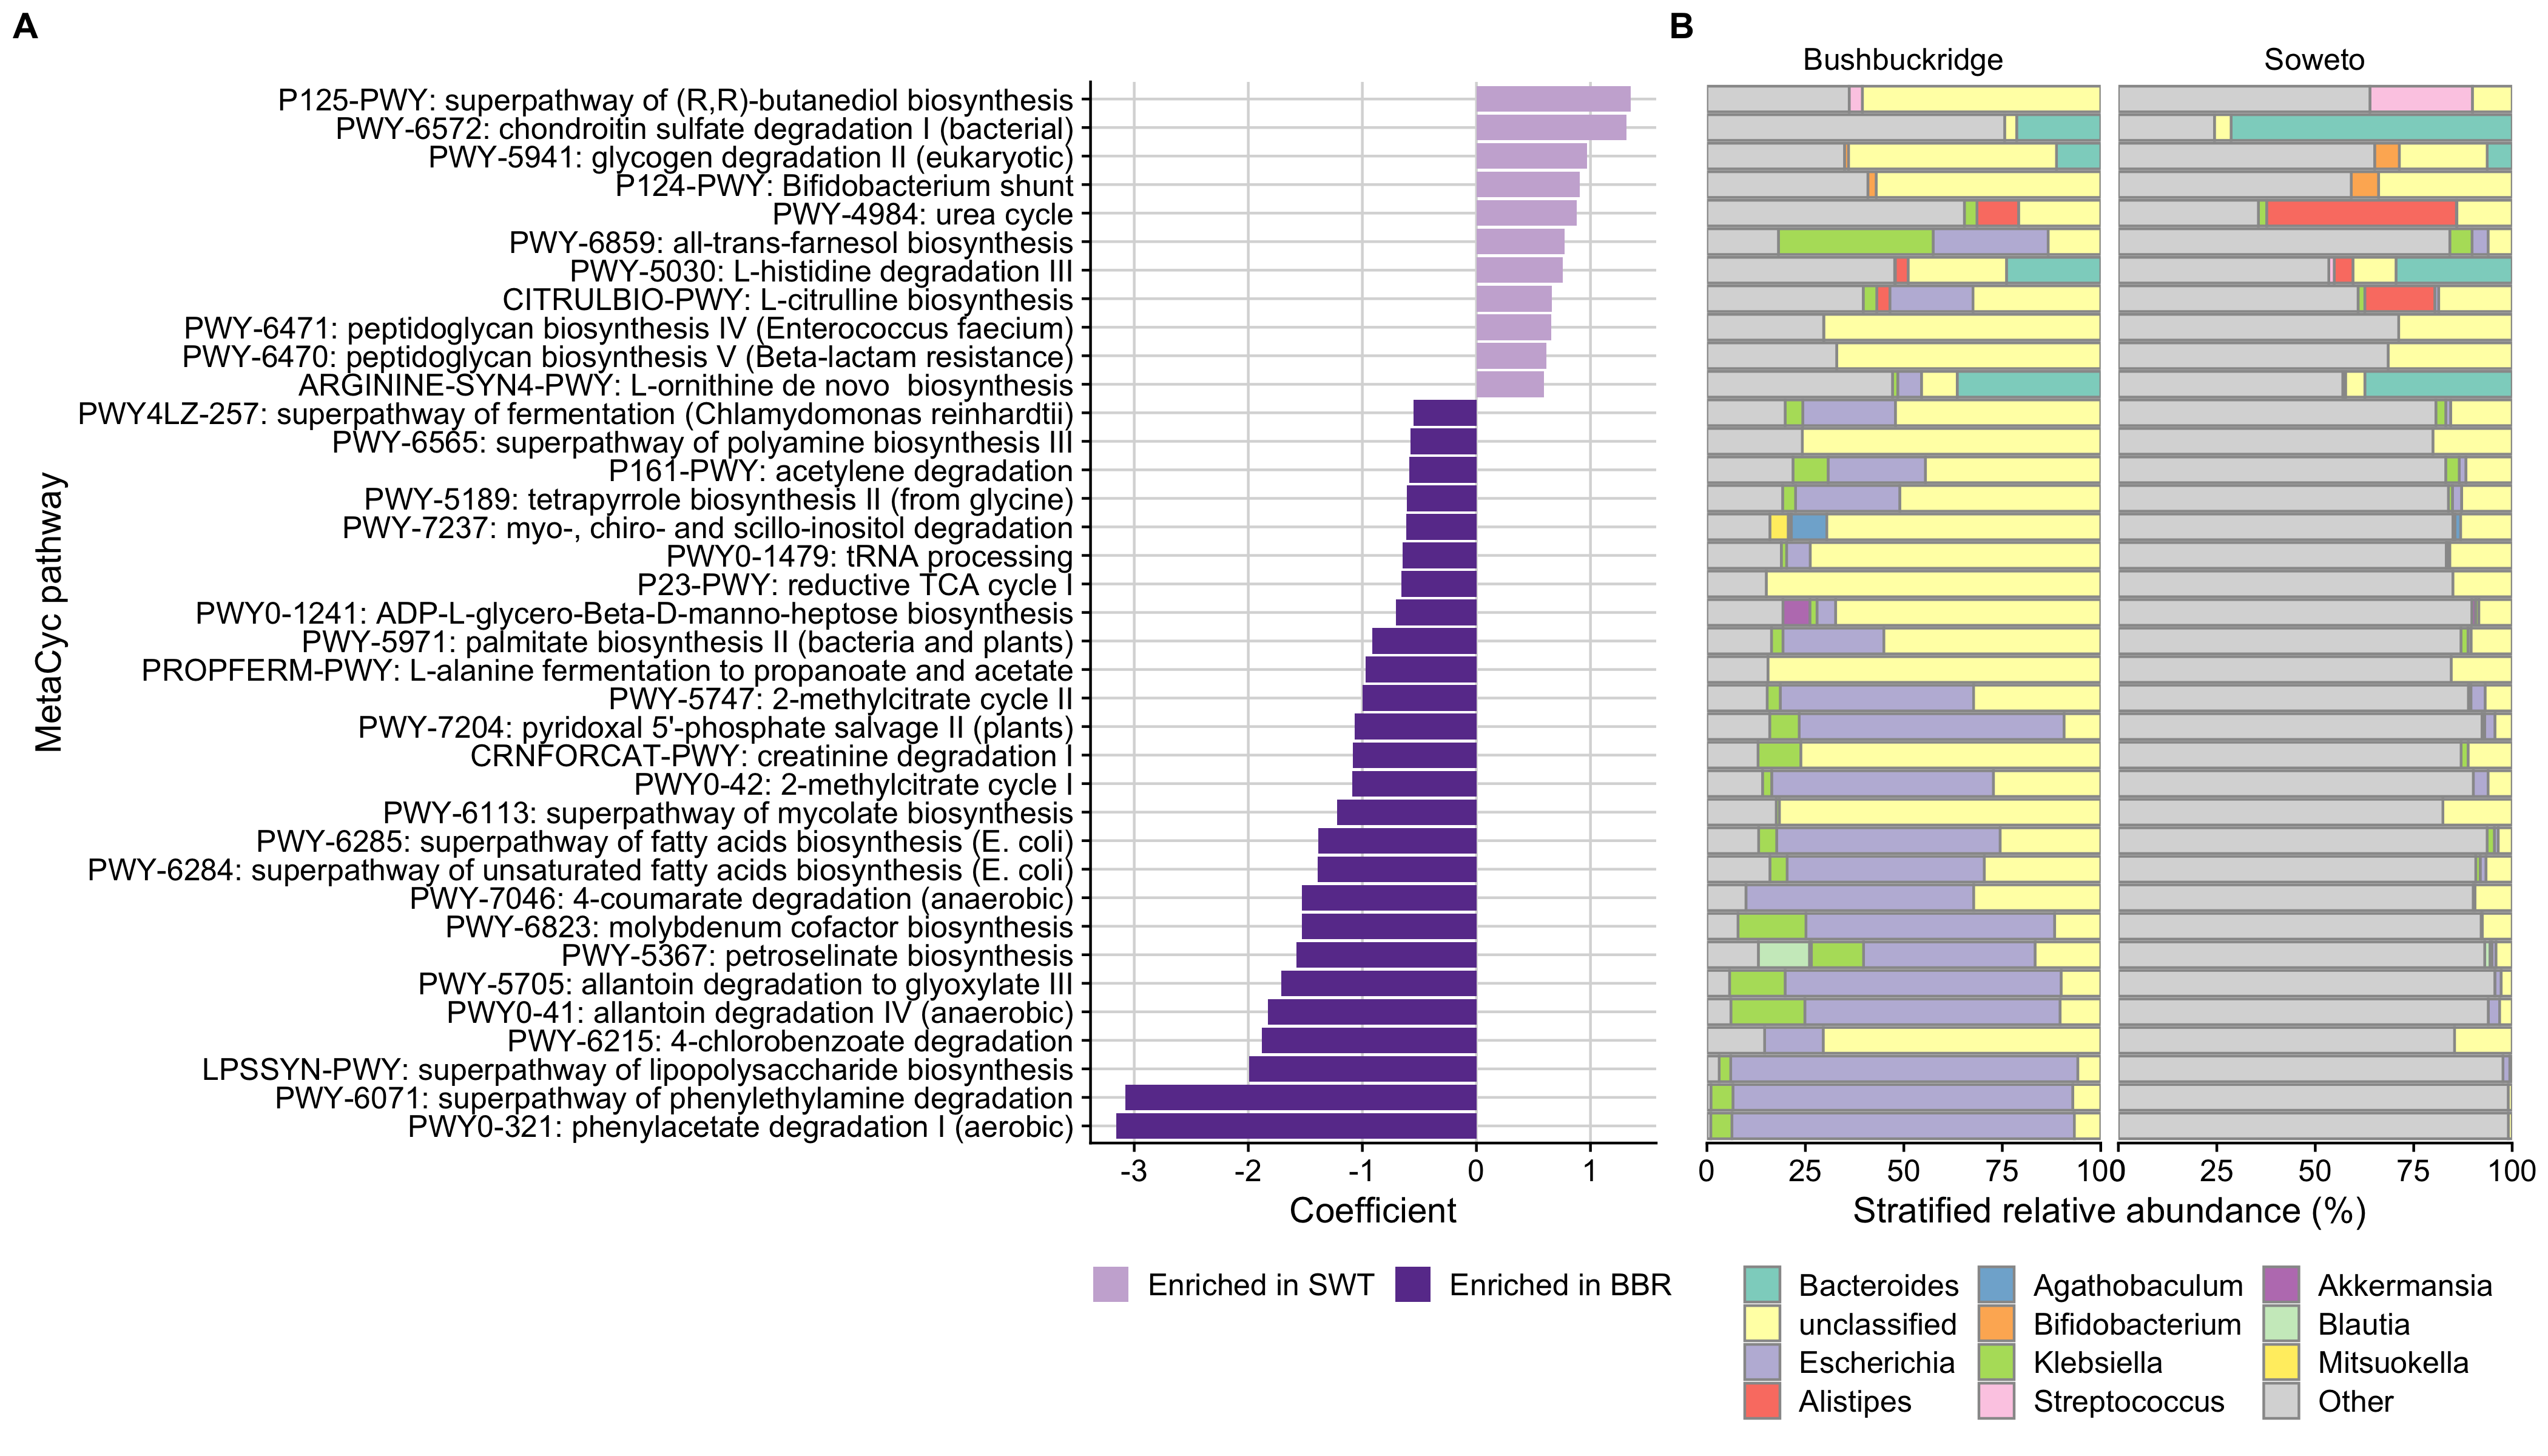 A
B
Bushbuckridge
Soweto
MetaCyc pathway
P125-PWY: superpathway of (R,R)-butanediol biosynthesis
PWY-6572: chondroitin sulfate degradation I (bacterial)
PWY-5941: glycogen degradation II (eukaryotic)
P124-PWY: Bifidobacterium shunt
PWY-4984: urea cycle
PWY-6859: all-trans-farnesol biosynthesis
PWY-5030: L-histidine degradation III
CITRULBIO-PWY: L-citrulline biosynthesis
PWY-6471: peptidoglycan biosynthesis IV (Enterococcus faecium)
PWY-6470: peptidoglycan biosynthesis V (Beta-lactam resistance)
ARGININE-SYN4-PWY: L-ornithine de novo  biosynthesis
PWY4LZ-257: superpathway of fermentation (Chlamydomonas reinhardtii)
PWY-6565: superpathway of polyamine biosynthesis III
P161-PWY: acetylene degradation
PWY-5189: tetrapyrrole biosynthesis II (from glycine)
PWY-7237: myo-, chiro- and scillo-inositol degradation
PWY0-1479: tRNA processing
P23-PWY: reductive TCA cycle I
PWY0-1241: ADP-L-glycero-Beta-D-manno-heptose biosynthesis
PWY-5971: palmitate biosynthesis II (bacteria and plants)
PROPFERM-PWY: L-alanine fermentation to propanoate and acetate
PWY-5747: 2-methylcitrate cycle II
PWY-7204: pyridoxal 5'-phosphate salvage II (plants)
CRNFORCAT-PWY: creatinine degradation I
PWY0-42: 2-methylcitrate cycle I
PWY-6113: superpathway of mycolate biosynthesis
PWY-6285: superpathway of fatty acids biosynthesis (E. coli)
PWY-6284: superpathway of unsaturated fatty acids biosynthesis (E. coli)
PWY-7046: 4-coumarate degradation (anaerobic)
PWY-6823: molybdenum cofactor biosynthesis
PWY-5367: petroselinate biosynthesis
PWY-5705: allantoin degradation to glyoxylate III
PWY0-41: allantoin degradation IV (anaerobic)
PWY-6215: 4-chlorobenzoate degradation
LPSSYN-PWY: superpathway of lipopolysaccharide biosynthesis
PWY-6071: superpathway of phenylethylamine degradation
PWY0-321: phenylacetate degradation I (aerobic)
-3 -2 -1 0 1
Coefficient
Enriched in SWT Enriched in BBR
0 25 50 75 100
0 25 50 75 100
Stratified relative abundance (%)
Bacteroides Agathobaculum Akkermansia
unclassified Bifidobacterium Blautia
Escherichia Klebsiella Mitsuokella
Alistipes Streptococcus Other